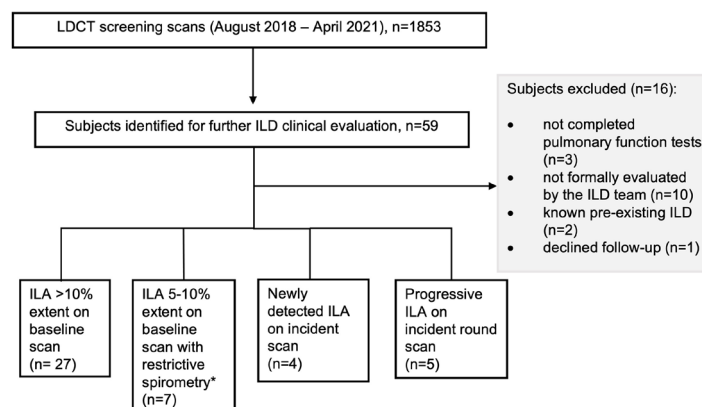 LDCT screening scans (August 2018 – April 2021), n=1853
Subjects excluded (n=16):
• not completed
pulmonary function tests
(n=3)
• not formally evaluated
by the ILD team (n=10)
• known pre-existing ILD
(n=2)
• declined follow-up (n=1)
Subjects identified for further ILD clinical evaluation, n=59
ILA >10%
extent on
baseline
scan
(n= 27)
ILA 5-10%
extent on
baseline
scan with
restrictive
spirometry*
(n=7)
Newly
detected ILA
on incident
scan
(n=4)
Progressive
ILA on
incident round
scan
(n=5)